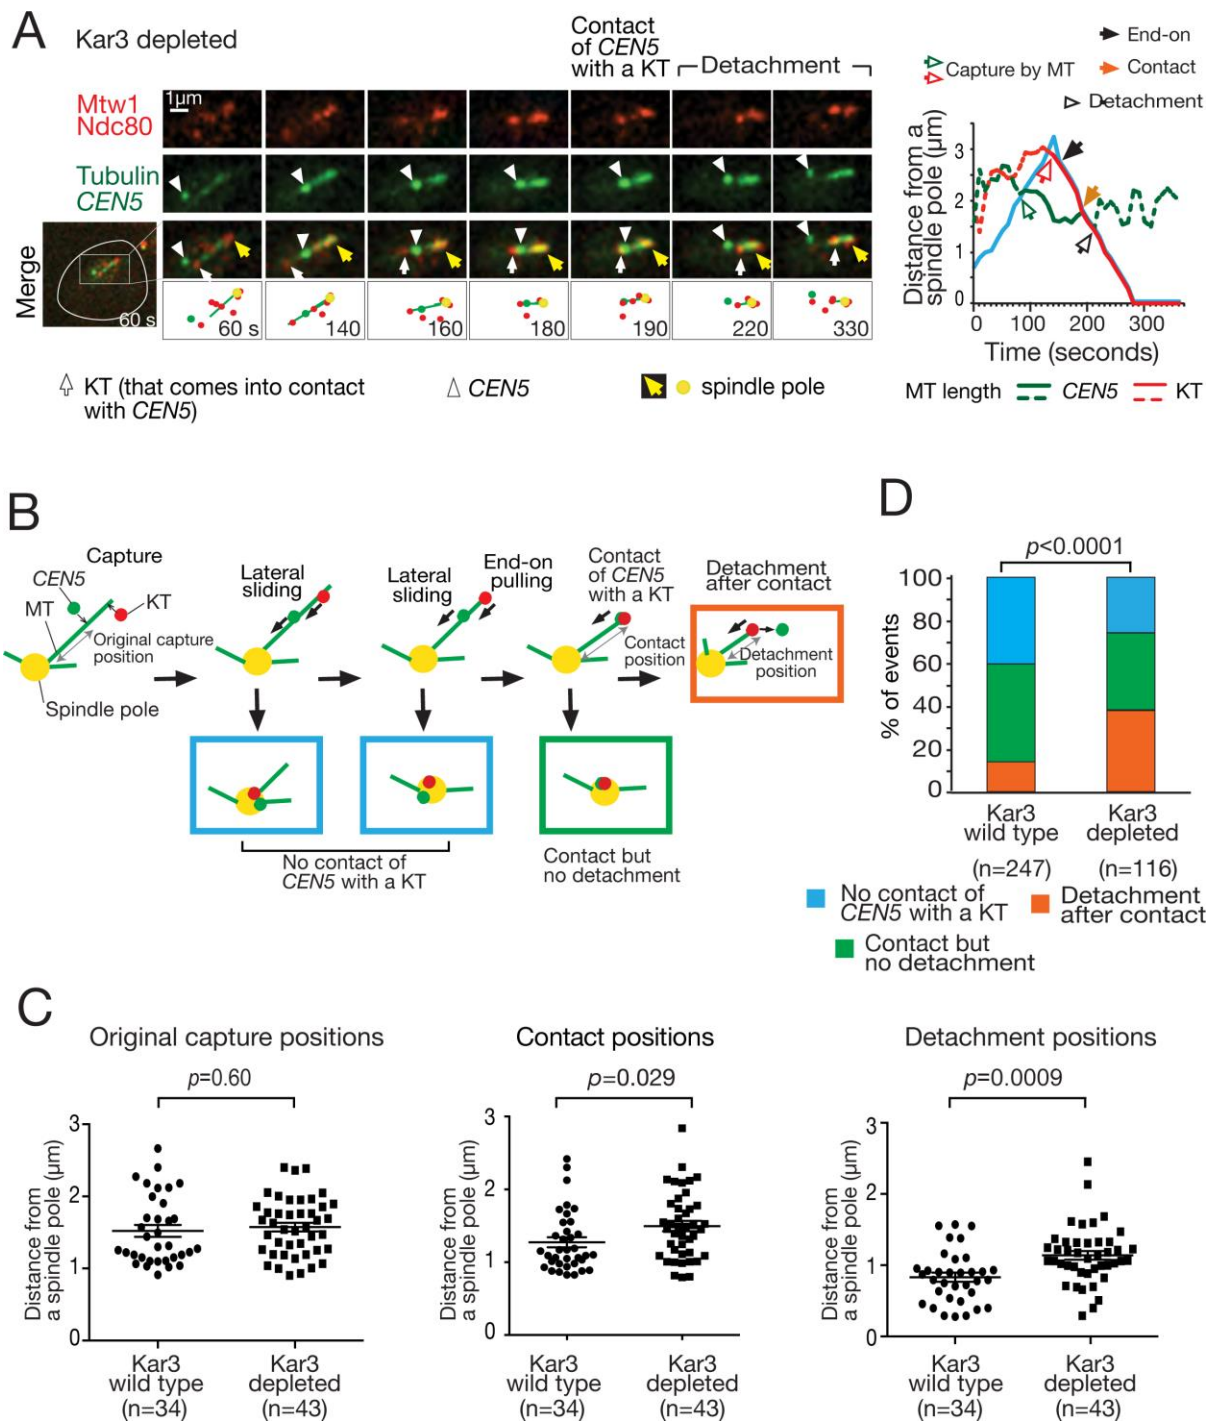 A
Kar3 depleted
Contact
of CEN5
with a KT
Detachment
Mtw1
Ndc80
1µm
Tubulin
CEN5
Merge
60 s
60 s
140
160
180
190
220
330
KT (that comes into contact
with CEN5)
CEN5
spindle pole
End-on
Capture by MT
Contact
Detachment
Distance from a
spindle pole (µm)
3
2
1
0
0
100
200
300
Time (seconds)
MT length
CEN5
KT
B
Capture
CEN5
MT
KT
Original capture
position
Spindle pole
Lateral
sliding
Lateral
sliding
End-on
pulling
Contact
of CEN5
with a KT
Contact
position
Detachment
after contact
Detachment
position
No contact of
CEN5 with a KT
Contact but
no detachment
D
p<0.0001
% of events
100
80
60
40
20
0
Kar3
wild type
(n=247)
Kar3
depleted
(n=116)
No contact of
CEN5 with a KT
Detachment
after contact
Contact but
no detachment
C
Original capture positions
p=0.60
Distance from
a spindle pole (µm)
3
2
1
0
Kar3
wild type
(n=34)
Kar3
depleted
(n=43)
Contact positions
p=0.029
Distance from
a spindle pole (µm)
3
2
1
0
Kar3
wild type
(n=34)
Kar3
depleted
(n=43)
Detachment positions
p=0.0009
Distance from
a spindle pole (µm)
3
2
1
0
Kar3
wild type
(n=34)
Kar3
depleted
(n=43)